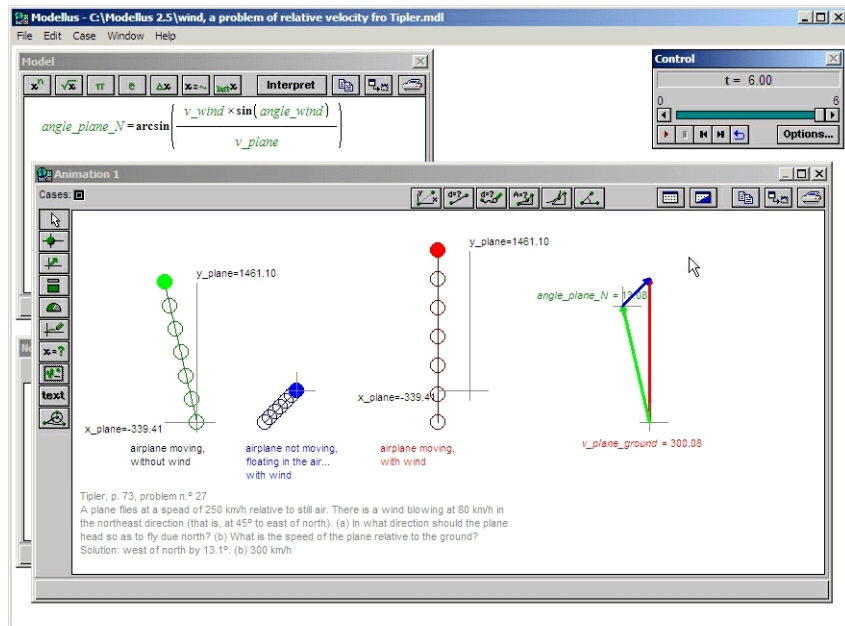 Modellus - C:\Modellus 2.5\wind, a problem of relative velocity fro Tipler.mdl
File Edit Case Window Help
Model
xⁿ √x π e Δx x=~ last x Interpret
angle_plane_N = arcsin( v_wind × sin( angle_wind ) / v_plane )
Control
t = 6.00
0 6
Options...
Animation 1
Cases:
y x d=? d=? A=?
x=?
text
y_plane=1461.10
x_plane=-339.41
airplane moving,
without wind
airplane not moving,
floating in the air...
with wind
y_plane=1461.10
x_plane=-339.41
airplane moving,
with wind
angle_plane_N = 13.08
v_plane_ground = 300.08
Tipler, p. 73, problem n.º 27
A plane flies at a spead of 250 km/h relative to still air. There is a wind blowing at 80 km/h in
the northeast direction (that is, at 45º to east of north). (a) In what direction should the plane
head so as to fly due north? (b) What is the speed of the plane relative to the ground?
Solution: west of north by 13.1º. (b) 300 km/h